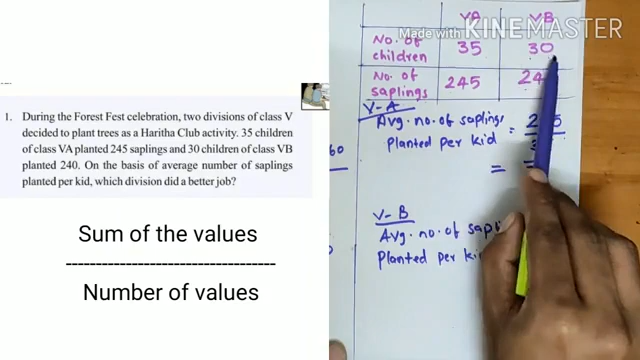 Made with KINEMASTER
1. During the Forest Fest celebration, two divisions of class V
decided to plant trees as a Haritha Club activity. 35 children
of class VA planted 245 saplings and 30 children of class VB
planted 240. On the basis of average number of saplings
planted per kid, which division did a better job?
Sum of the values
Number of values
VA VB
No. of children 35 30
No. of saplings 245
V-A
Avg. no. of saplings
planted per kid =
=
V-B
Avg. no. of
planted per